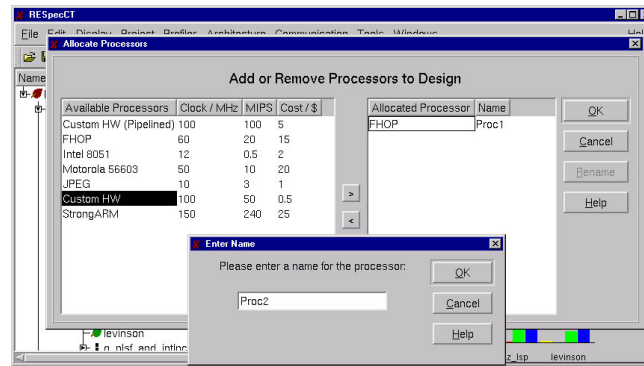 RESpecCT
File Edit Display Project Profiler Architecture Communication Tools Windows
Allocate Processors
Name
Add or Remove Processors to Design
Available Processors Clock / MHz MIPS Cost / $
Custom HW (Pipelined) 100 100 5
FHOP 60 20 15
Intel 8051 12 0.5 2
Motorola 56603 50 10 20
JPEG 10 3 1
Custom HW 100 50 0.5
StrongARM 150 240 25
>
<
Allocated Processor Name
FHOP Proc1
OK
Cancel
Rename
Help
Enter Name
Please enter a name for the processor:
Proc2
OK
Cancel
Help
levinson
z_lsp levinson